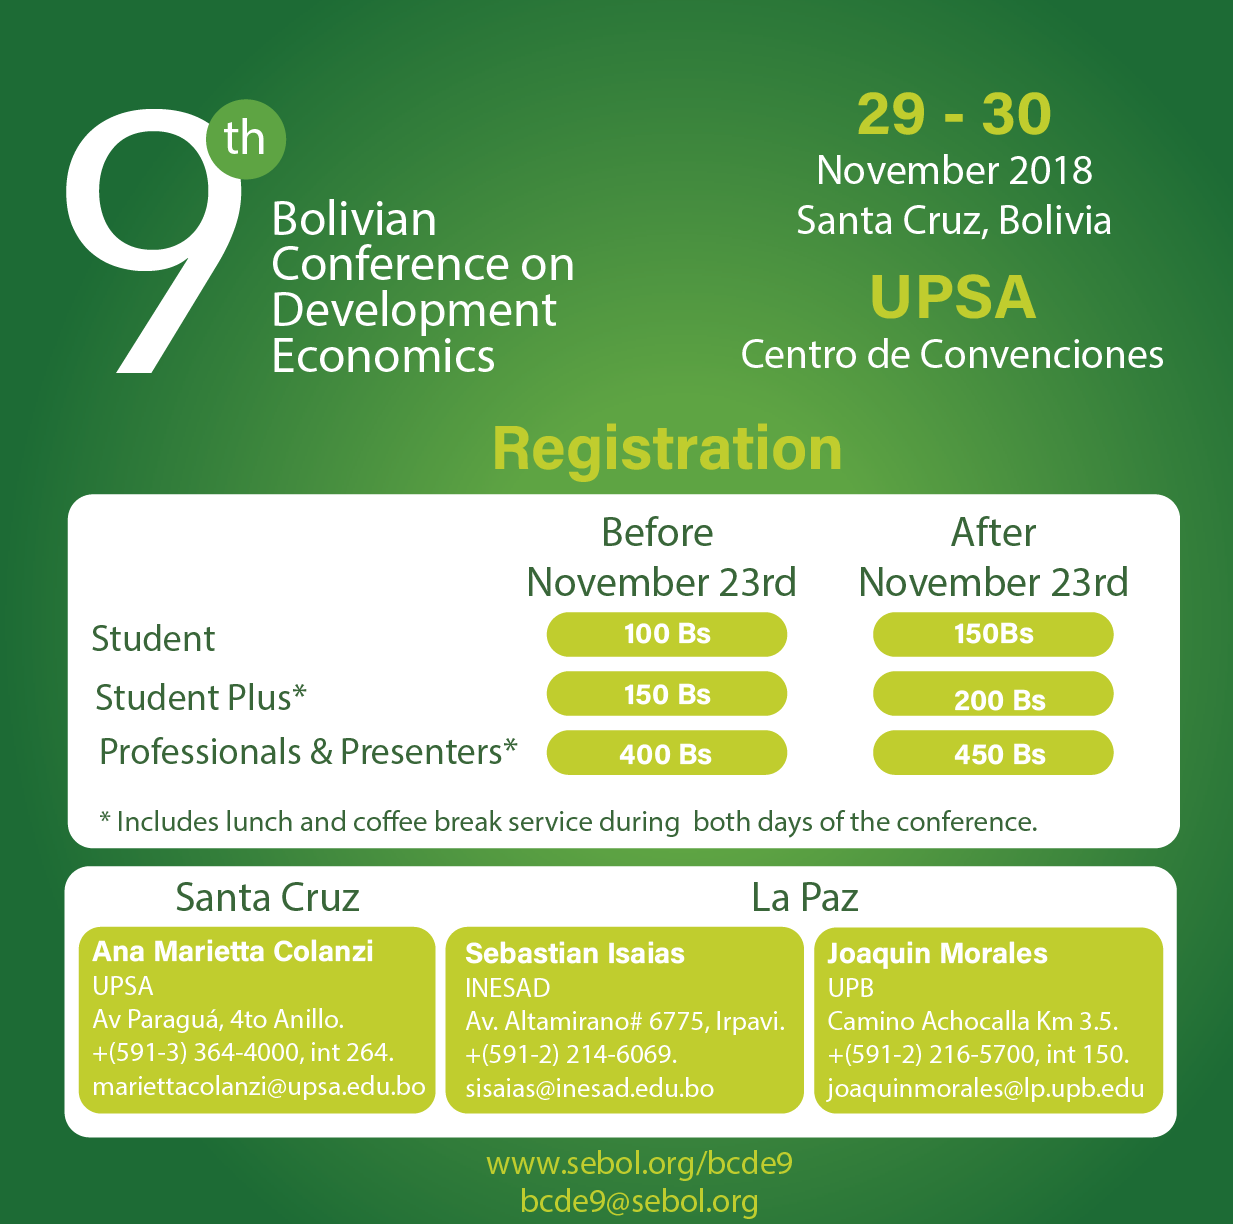 9th
Bolivian
Conference on
Development
Economics
29 - 30
November 2018
Santa Cruz, Bolivia
UPSA
Centro de Convenciones
Registration
Before
November 23rd
After
November 23rd
Student
100 Bs
150Bs
Student Plus*
150 Bs
200 Bs
Professionals & Presenters*
400 Bs
450 Bs
* Includes lunch and coffee break service during both days of the conference.
Santa Cruz
Ana Marietta Colanzi
UPSA
Av Paraguá, 4to Anillo.
+(591-3) 364-4000, int 264.
mariettacolanzi@upsa.edu.bo
La Paz
Sebastian Isaias
INESAD
Av. Altamirano# 6775, Irpavi.
+(591-2) 214-6069.
sisaias@inesad.edu.bo
Joaquin Morales
UPB
Camino Achocalla Km 3.5.
+(591-2) 216-5700, int 150.
joaquinmorales@lp.upb.edu
www.sebol.org/bcde9
bcde9@sebol.org